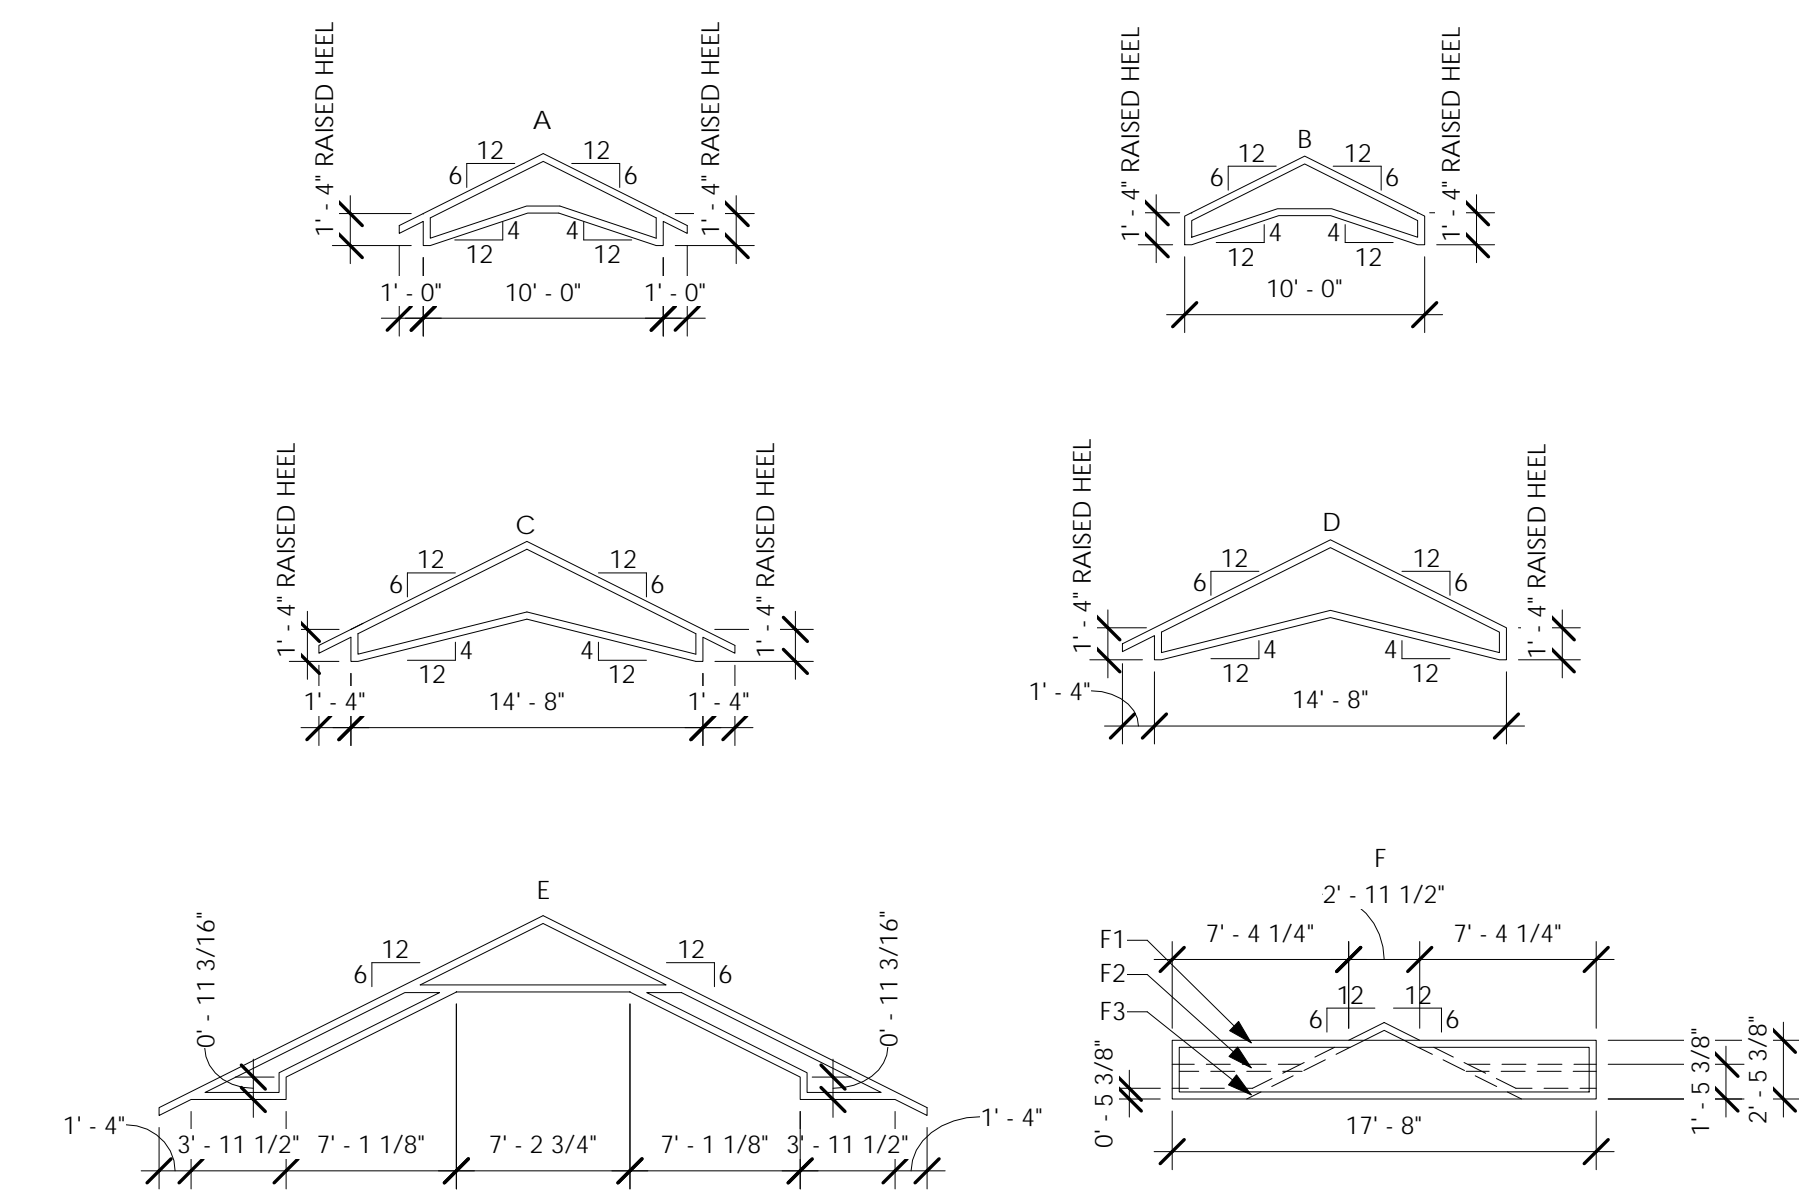 A
1' - 4" RAISED HEEL
1' - 4" RAISED HEEL
12
12
6
6
4
4
12
12
1' - 0"
10' - 0"
1' - 0"
B
1' - 4" RAISED HEEL
1' - 4" RAISED HEEL
12
12
6
6
4
4
12
12
10' - 0"
C
1' - 4" RAISED HEEL
1' - 4" RAISED HEEL
12
12
6
6
4
4
12
12
1' - 4"
14' - 8"
1' - 4"
D
1' - 4" RAISED HEEL
1' - 4" RAISED HEEL
12
12
6
6
4
4
12
12
1' - 4"
14' - 8"
E
0' - 11 3/16"
0' - 11 3/16"
12
12
6
6
1' - 4"
3' - 11 1/2"
7' - 1 1/8"
7' - 2 3/4"
7' - 1 1/8"
3' - 11 1/2"
1' - 4"
F
2' - 11 1/2"
7' - 4 1/4"
7' - 4 1/4"
F1
F2
F3
12
12
6
6
0' - 5 3/8"
1' - 5 3/8"
2' - 5 3/8"
17' - 8"